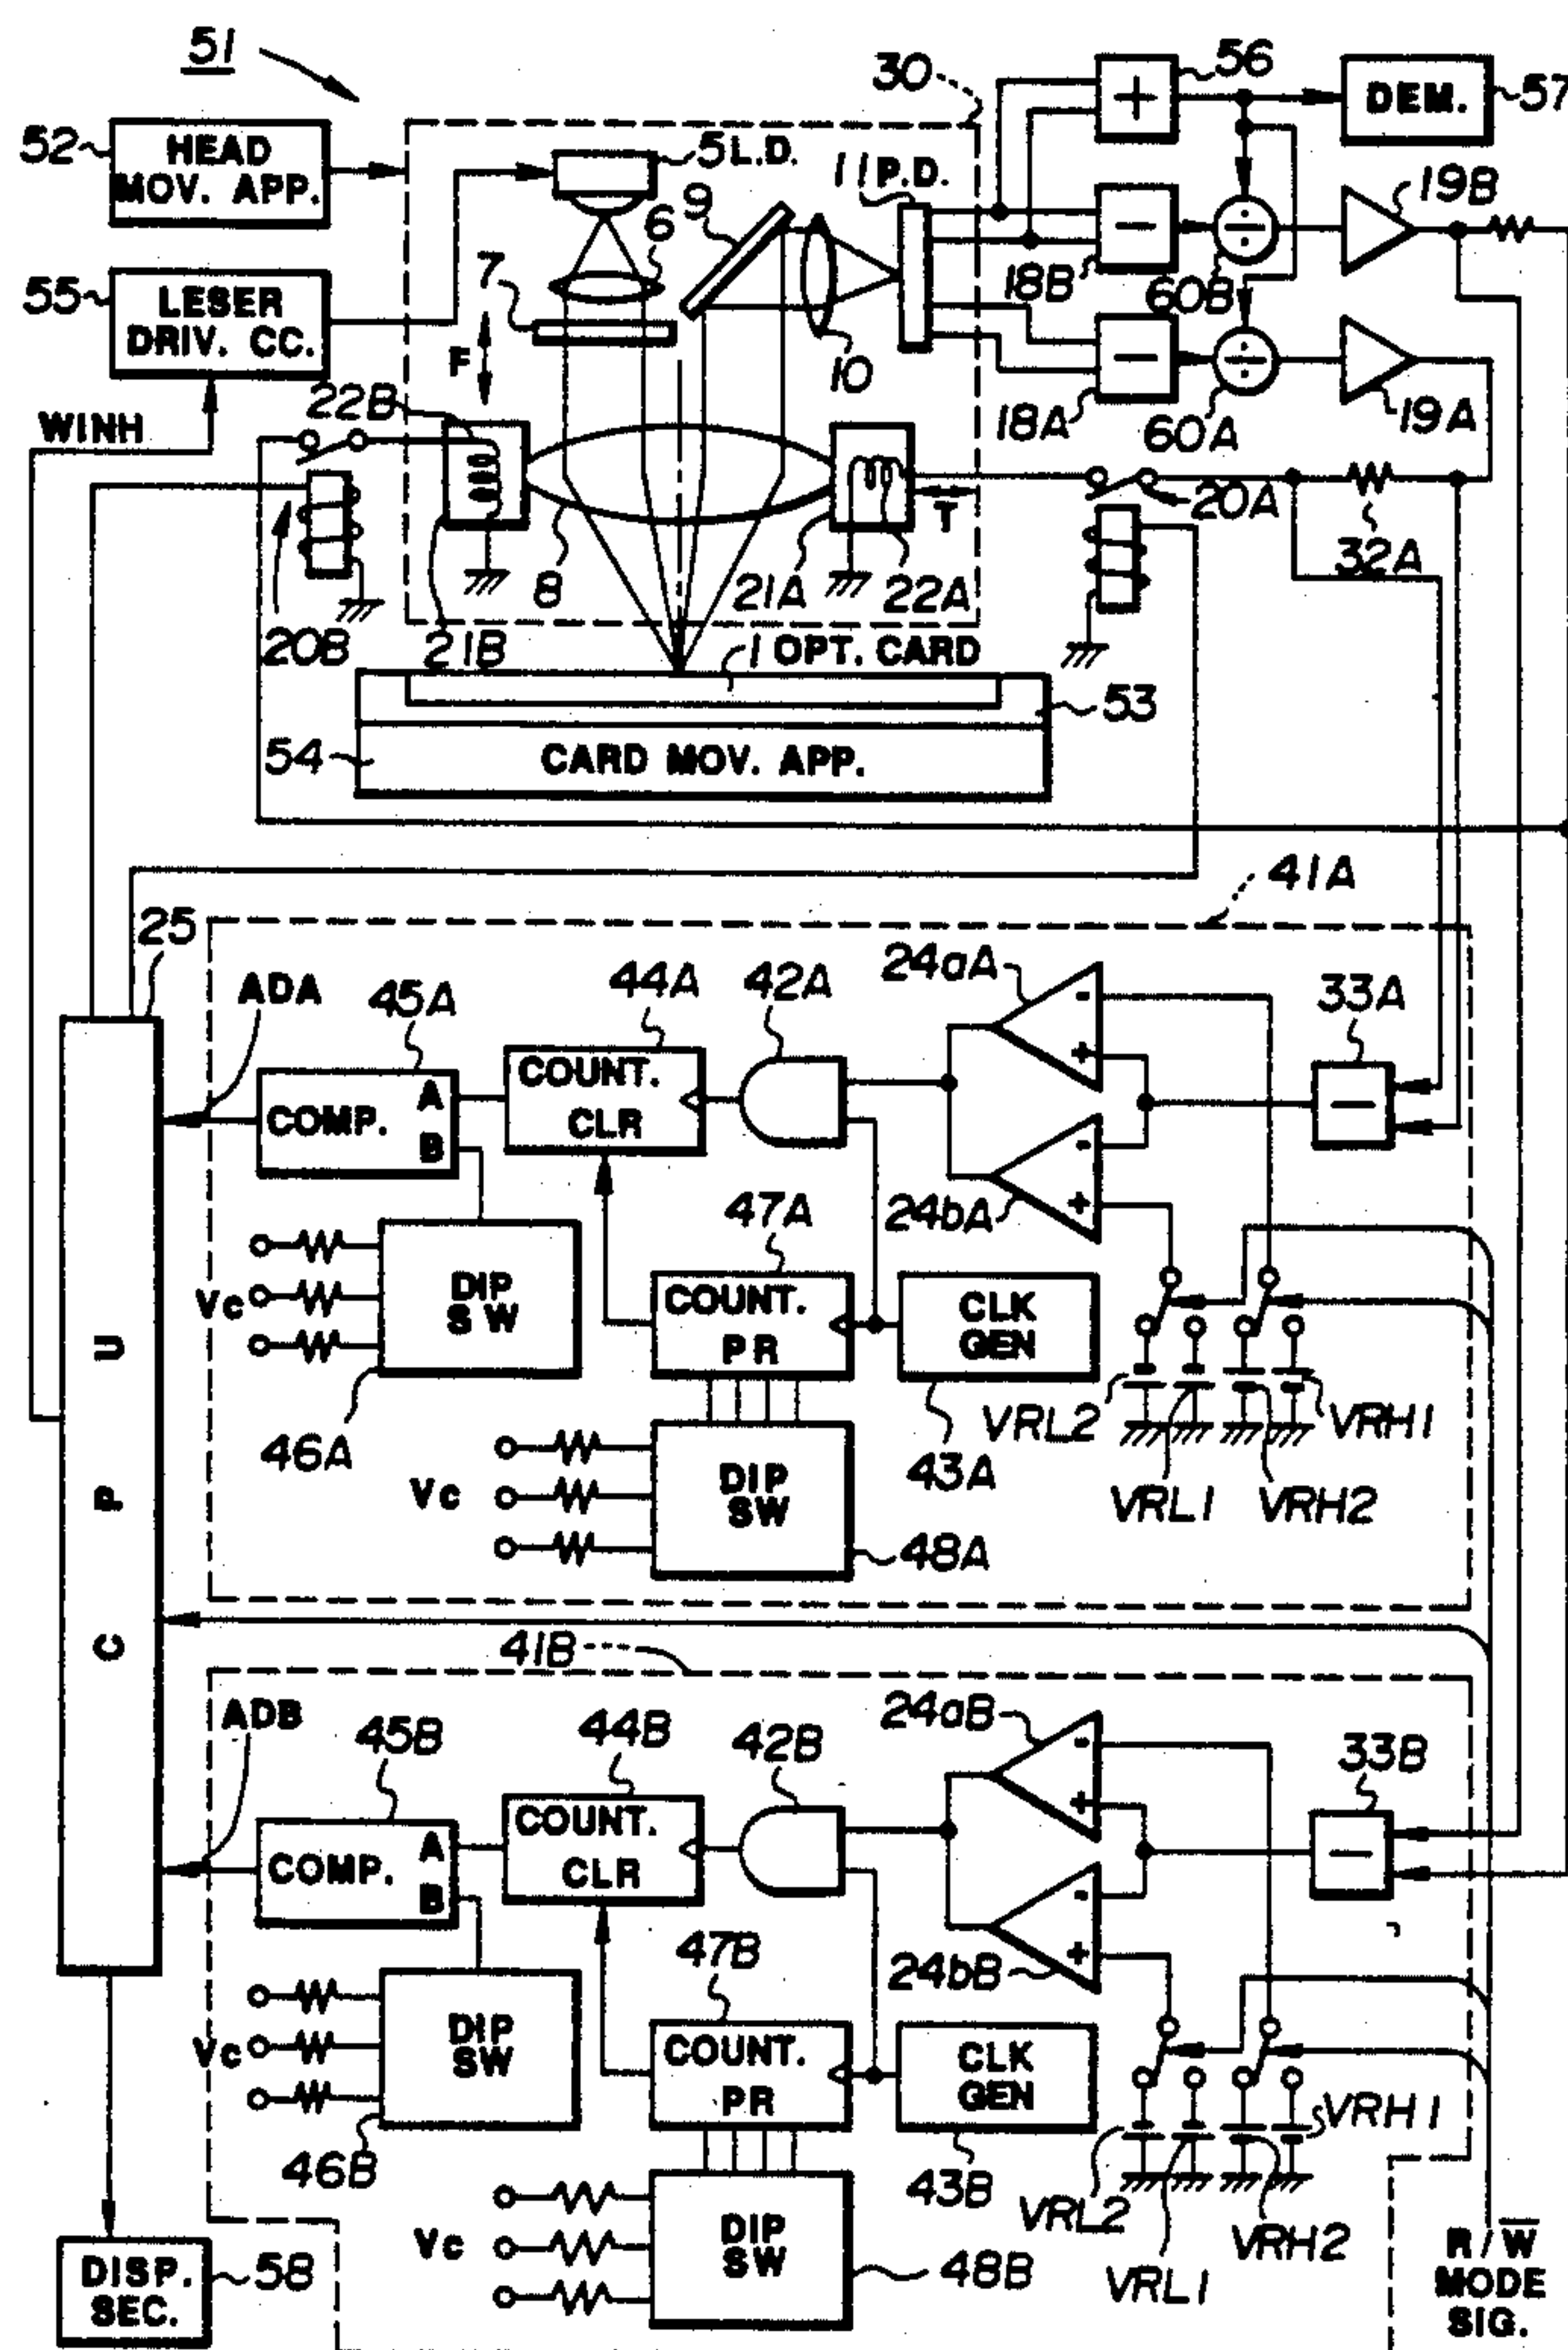 51
30
56
57
DEM.
52
HEAD
MOV. APP.
5 L.D.
11 P.D.
9
6
19B
7
18B
60B
55
LESER
DRIV. CC.
F
10
18A
60A
19A
WINH
22B
20A
T
32A
8
21A
22A
20B
21B
1 OPT. CARD
53
54
CARD MOV. APP.
41A
25
ADA
45A
44A
42A
24aA
33A
COUNT.
CLR
COMP.
A
B
-
+
-
+
24bA
47A
DIP
SW
Vc
COUNT.
PR
CLK
GEN
46A
43A
VRL2
VRH1
VRL1
VRH2
Vc
DIP
SW
48A
C P U
41B
ADB
45B
44B
42B
24aB
33B
COUNT.
CLR
COMP.
A
B
-
+
-
+
24bB
47B
DIP
SW
Vc
COUNT.
PR
CLK
GEN
46B
43B
VRL2
VRH1
VRL1
VRH2
Vc
DIP
SW
48B
DISP.
SEC.
58
R/W̅
MODE
SIG.